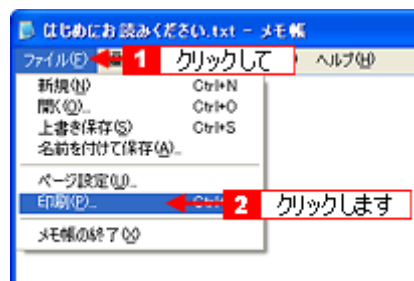 はじめにお読みください.txt - メモ帳
ファイル(F) 1 クリックして ヘルプ(H)
新規(N) Ctrl+N
開く(O)... Ctrl+O
上書き保存(S) Ctrl+S
名前を付けて保存(A)...
ページ設定(U)...
印刷(P)... 2 クリックします
メモ帳の終了(X)